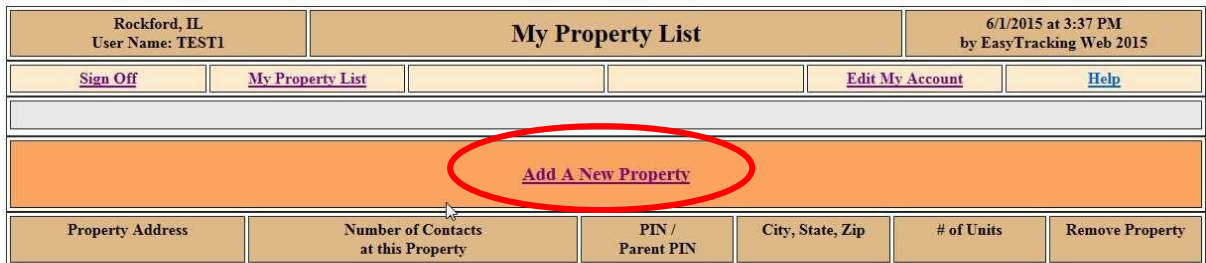 Rockford, IL
User Name: TEST1
My Property List
6/1/2015 at 3:37 PM
by EasyTracking Web 2015
Sign Off
My Property List
Edit My Account
Help
Add A New Property
Property Address
Number of Contacts
at this Property
PIN /
Parent PIN
City, State, Zip
# of Units
Remove Property